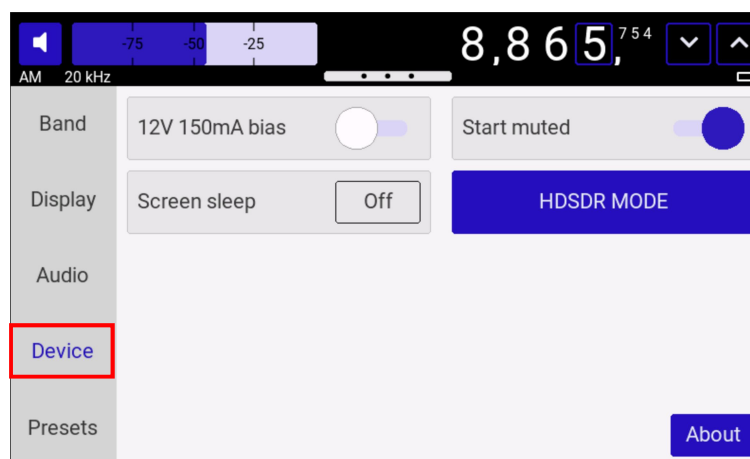 -75 -50 -25
8,865,754
AM 20 kHz
Band
12V 150mA bias
Start muted
Display
Screen sleep
Off
HDSDR MODE
Audio
Device
Presets
About